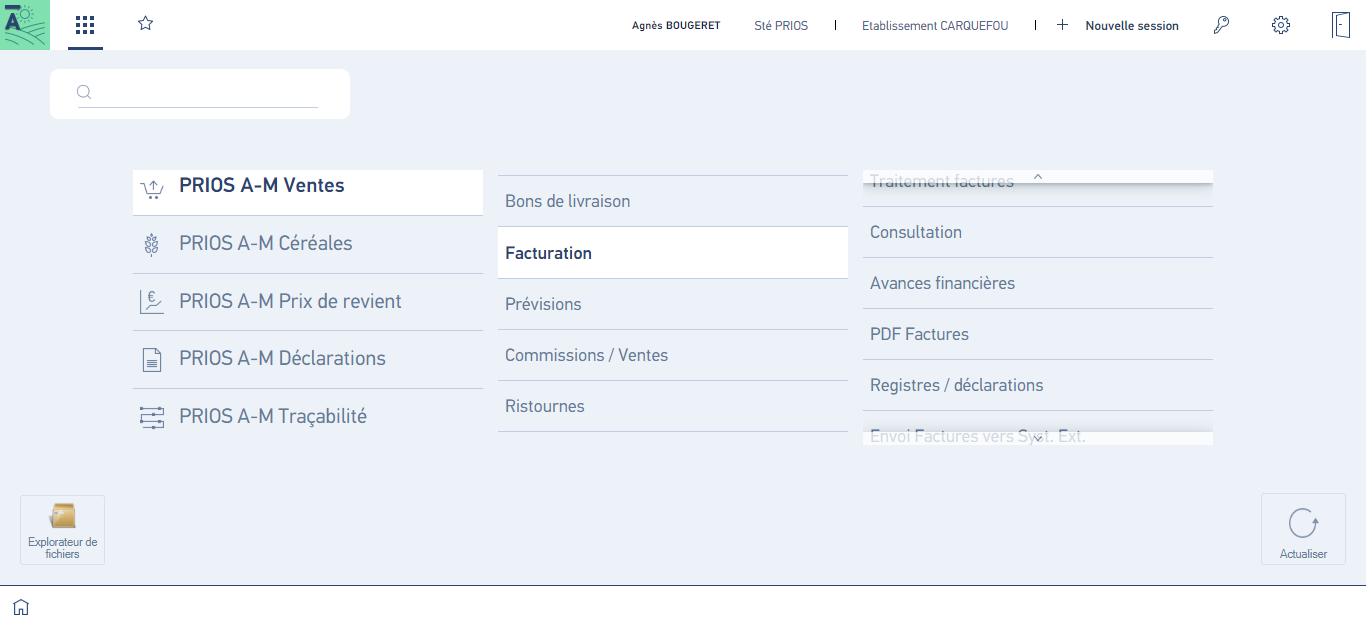 Agnès BOUGERET
Sté PRIOS
Etablissement CARQUEFOU
Nouvelle session
PRIOS A-M Ventes
PRIOS A-M Céréales
PRIOS A-M Prix de revient
PRIOS A-M Déclarations
PRIOS A-M Traçabilité
Bons de livraison
Facturation
Prévisions
Commissions / Ventes
Ristournes
Traitement factures
Consultation
Avances financières
PDF Factures
Registres / déclarations
Envoi Factures vers Syst. Ext.
Explorateur de
fichiers
Actualiser